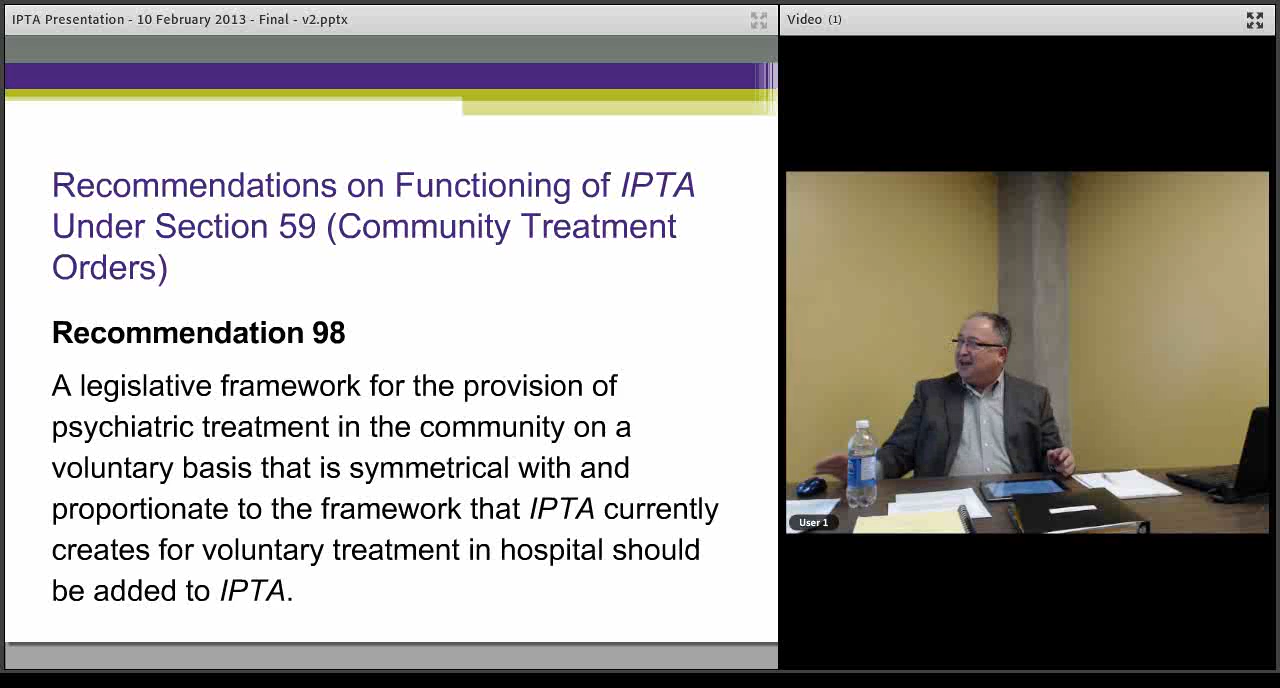 IPTA Presentation - 10 February 2013 - Final - v2.pptx
Video (1)
Recommendations on Functioning of IPTA
Under Section 59 (Community Treatment
Orders)
Recommendation 98
A legislative framework for the provision of
psychiatric treatment in the community on a
voluntary basis that is symmetrical with and
proportionate to the framework that IPTA currently
creates for voluntary treatment in hospital should
be added to IPTA.
User 1